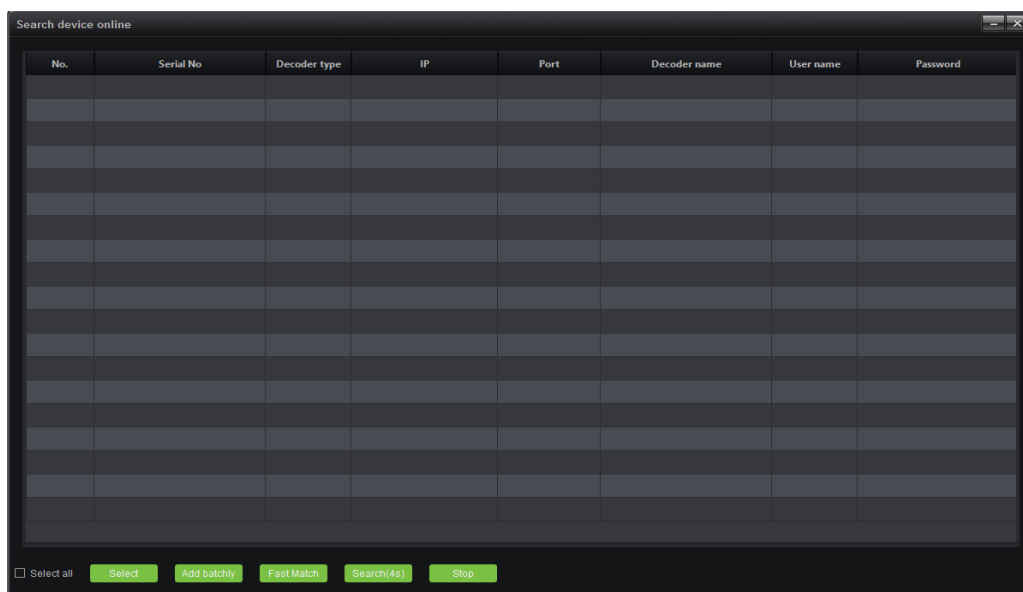 Search device online
No. Serial No Decoder type IP Port Decoder name User name Password
Select all Select Add batchly Fast Match Search(4s) Stop